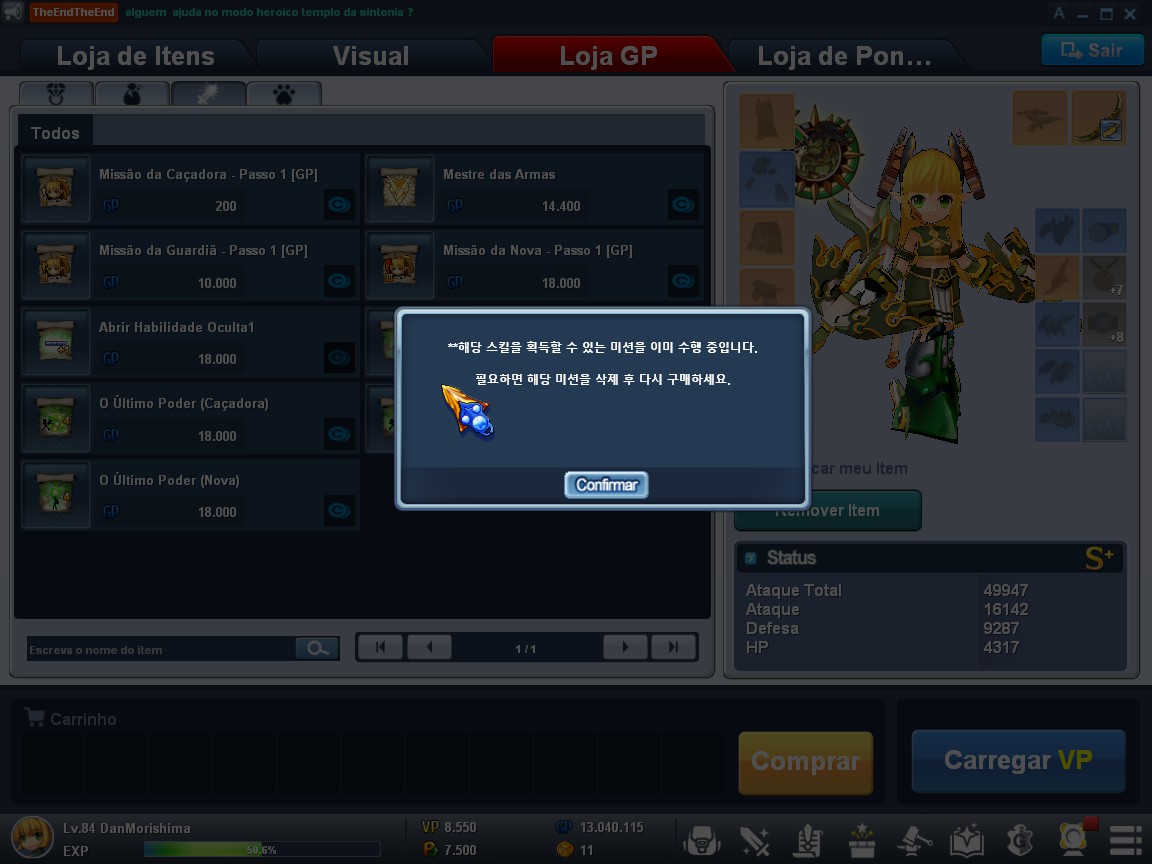 TheEndTheEnd alguem ajuda no modo heroico templo da sintonia ?
A
Loja de Itens
Visual
Loja GP
Loja de Pon...
Sair
Todos
Missão da Caçadora - Passo 1 [GP]
GP 200
Mestre das Armas
GP 14.400
Missão da Guardiã - Passo 1 [GP]
GP 10.000
Missão da Nova - Passo 1 [GP]
GP 18.000
Abrir Habilidade Oculta1
GP 18.000
O Último Poder (Caçadora)
GP 18.000
O Último Poder (Nova)
GP 18.000
**해당 스킬을 획득할 수 있는 미션을 이미 수행 중입니다.
필요하면 해당 미션을 삭제 후 다시 구매하세요.
Confirmar
+7
+8
car meu Item
Remover Item
Status
S+
Ataque Total 49947
Ataque 16142
Defesa 9287
HP 4317
Escreva o nome do item
1 / 1
Carrinho
Comprar
Carregar VP
Lv.84 DanMorishima
EXP 50,6%
VP 8.550
GP 13.040.115
7.500
11